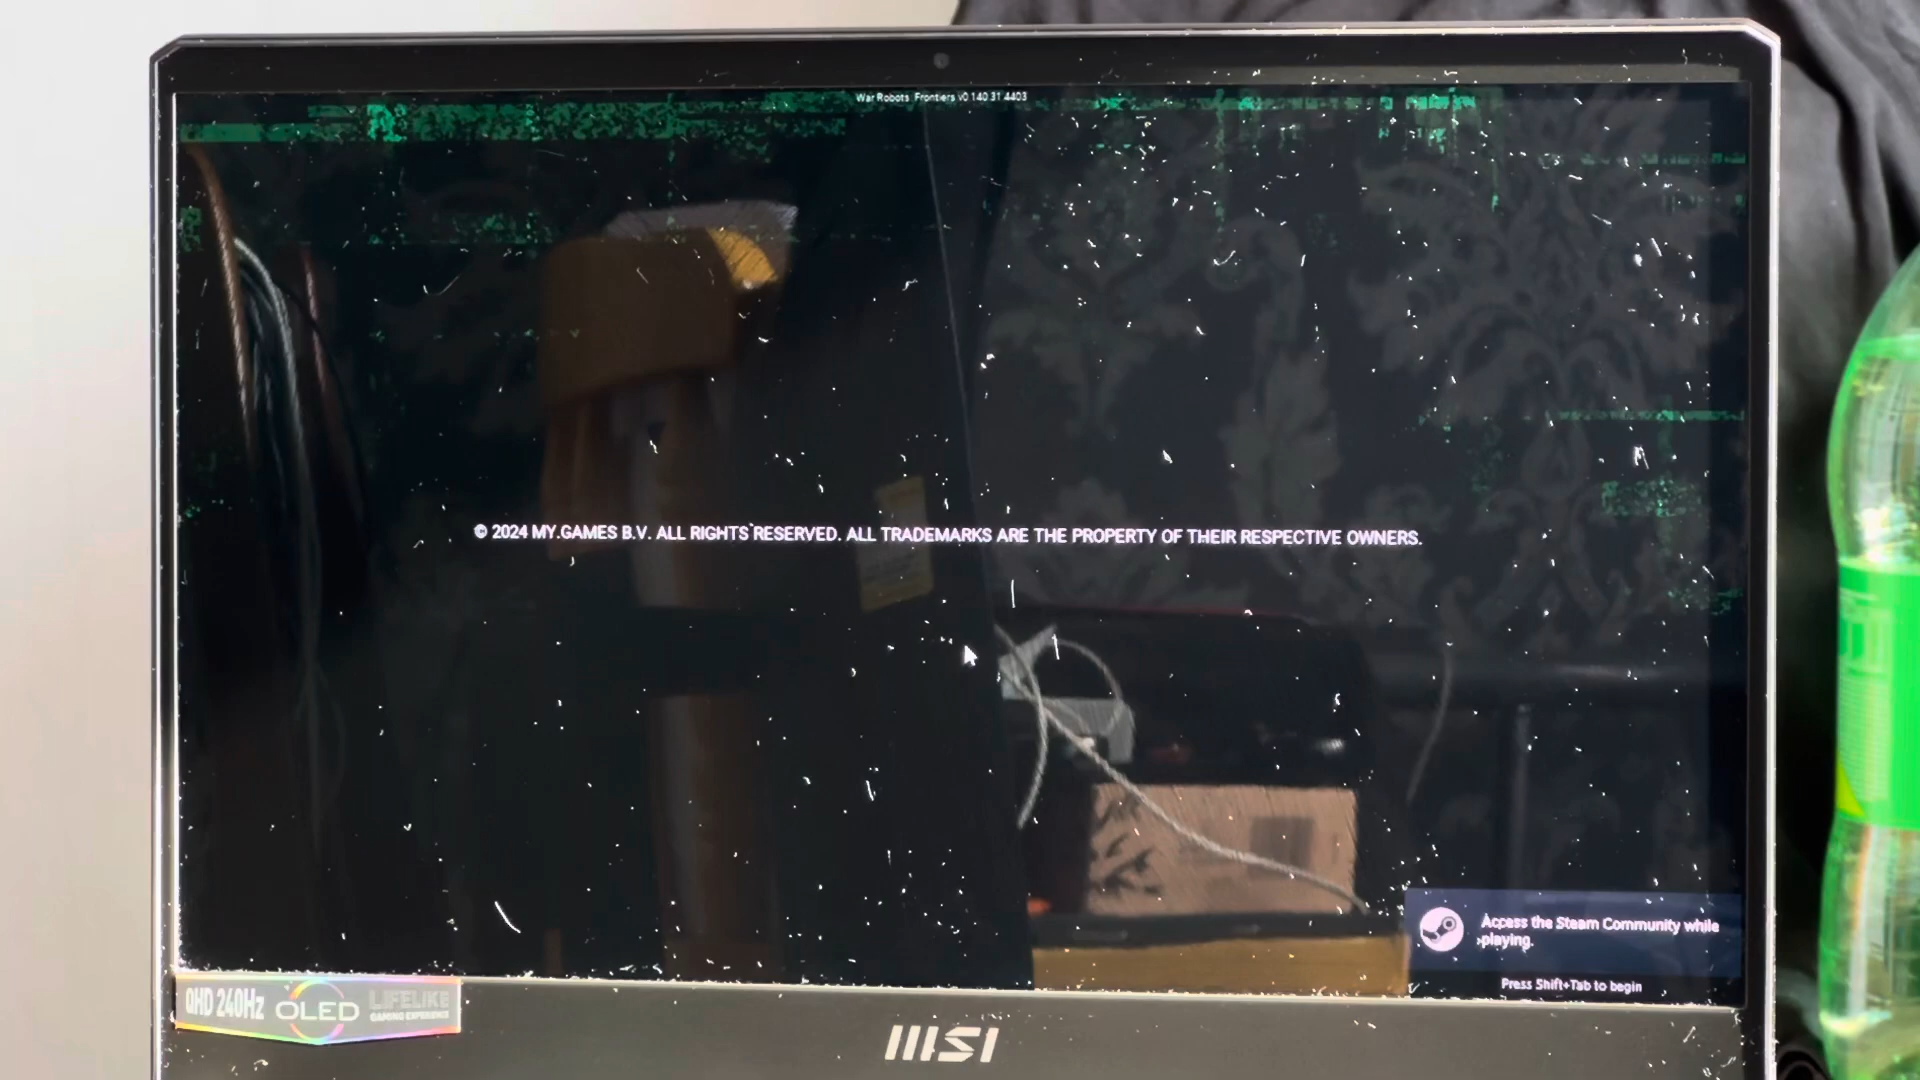 War Robots Frontiers v0.140.31.4403
© 2024 MY.GAMES B.V. ALL RIGHTS RESERVED. ALL TRADEMARKS ARE THE PROPERTY OF THEIR RESPECTIVE OWNERS.
Access the Steam Community while
playing.
Press Shift+Tab to begin
QHD 240Hz
OLED
LIFELIKE
GAMING EXPERIENCE
msi